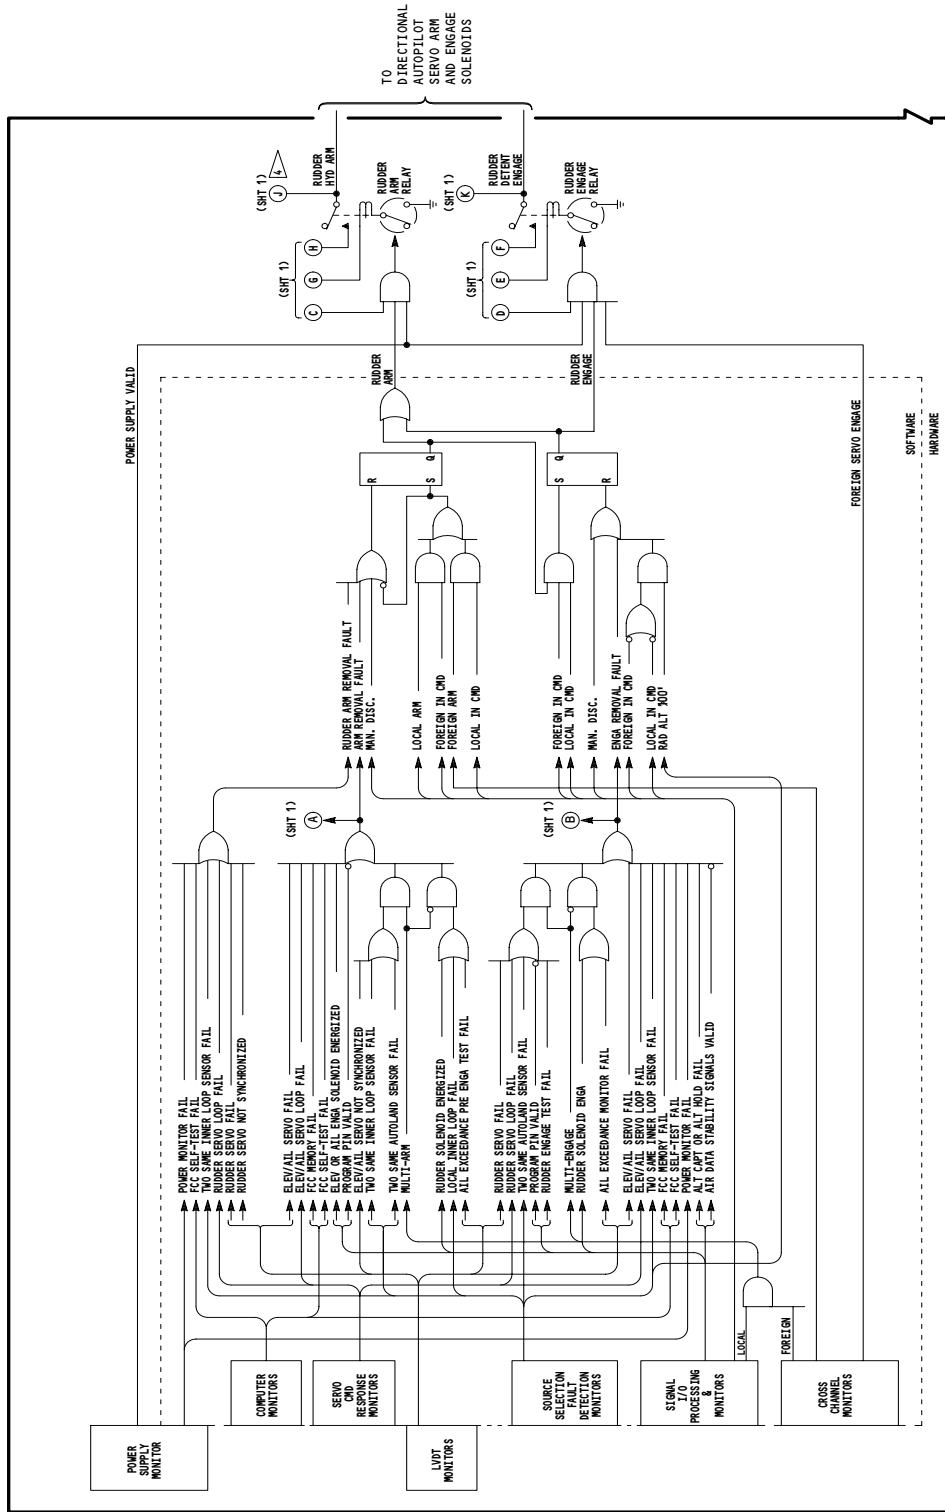 POWER
SUPPLY
MONITOR
COMPUTER
MONITORS
SERVO
CMD
RESPONSE
MONITORS
LVDT
MONITORS
SOURCE
SELECTION
FAULT
DETECTION
MONITORS
SIGNAL
I/O
PROCESSING
&
MONITORS
CROSS
CHANNEL
MONITORS
LOCAL
FOREIGN
POWER MONITOR FAIL
FCC SELF-TEST FAIL
TWO SAME INNER LOOP SENSOR FAIL
RUDDER SERVO LOOP FAIL
RUDDER SERVO FAIL
RUDDER SERVO NOT SYNCHRONIZED
ELEV/AIL SERVO FAIL
ELEV/AIL SERVO LOOP FAIL
FCC MEMORY FAIL
FCC SELF-TEST FAIL
ELEV OR AIL ENGA SOLENOID ENERGIZED
PROGRAM PIN VALID
ELEV/AIL SERVO NOT SYNCHRONIZED
TWO SAME INNER LOOP SENSOR FAIL
TWO SAME AUTOLAND SENSOR FAIL
MULTI-ARM
RUDDER SOLENOID ENERGIZED
LOCAL INNER LOOP FAIL
AIL EXCEEDANCE PRE ENGA TEST FAIL
RUDDER SERVO FAIL
RUDDER SERVO LOOP FAIL
TWO SAME AUTOLAND SENSOR FAIL
PROGRAM PIN VALID
RUDDER ENGAGE TEST FAIL
MULTI-ENGAGE
RUDDER SOLENOID ENGA
AIL EXCEEDANCE MONITOR FAIL
ELEV/AIL SERVO FAIL
ELEV/AIL SERVO LOOP FAIL
TWO SAME INNER LOOP SENSOR FAIL
FCC MEMORY FAIL
FCC SELF-TEST FAIL
POWER MONITOR FAIL
ALT CAPT OR ALT HOLD FAIL
AIR DATA STABILITY SIGNALS VALID
(SHT 1)
A
(SHT 1)
B
RUDDER ARM REMOVAL FAULT
ARM REMOVAL FAULT
MAN. DISC.
LOCAL ARM
FOREIGN IN CMD
FOREIGN ARM
LOCAL IN CMD
FOREIGN IN CMD
LOCAL IN CMD
MAN. DISC.
ENGA REMOVAL FAULT
FOREIGN IN CMD
LOCAL IN CMD
RAD ALT
R
S Q
S Q
R
POWER SUPPLY VALID
RUDDER
ARM
RUDDER
ENGAGE
FOREIGN SERVO ENGAGE
SOFTWARE
HARDWARE
(SHT 1)
C
G
H
(SHT 1)
J
4
RUDDER
HYD ARM
RUDDER
ARM
RELAY
(SHT 1)
D
E
F
(SHT 1)
K
RUDDER
DETENT
ENGAGE
RUDDER
ENGAGE
RELAY
TO
DIRECTIONAL
AUTOPILOT
SERVO ARM
AND ENGAGE
SOLENOIDS